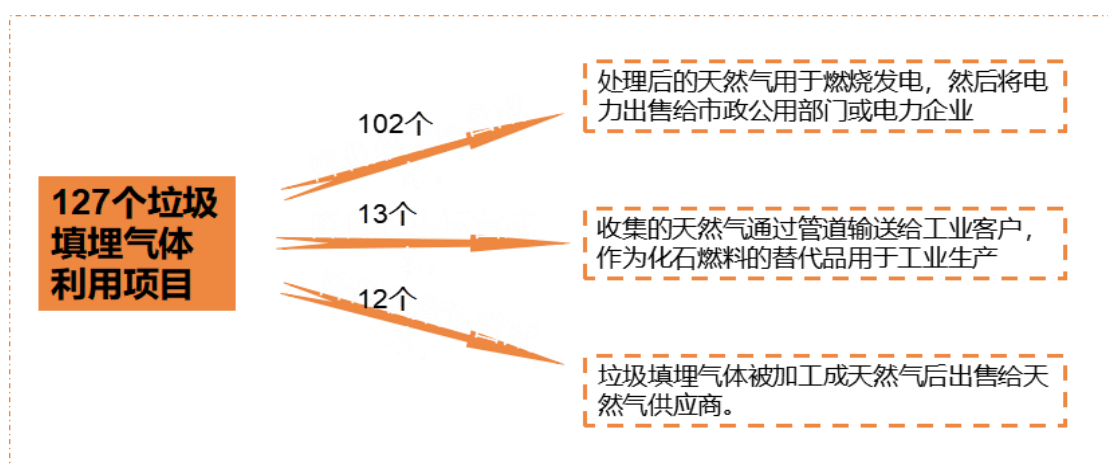 127个垃圾
填埋气体
利用项目
102个
处理后的天然气用于燃烧发电，然后将电
力出售给市政公用部门或电力企业
13个
收集的天然气通过管道输送给工业客户，
作为化石燃料的替代品用于工业生产
12个
垃圾填埋气体被加工成天然气后出售给天
然气供应商。